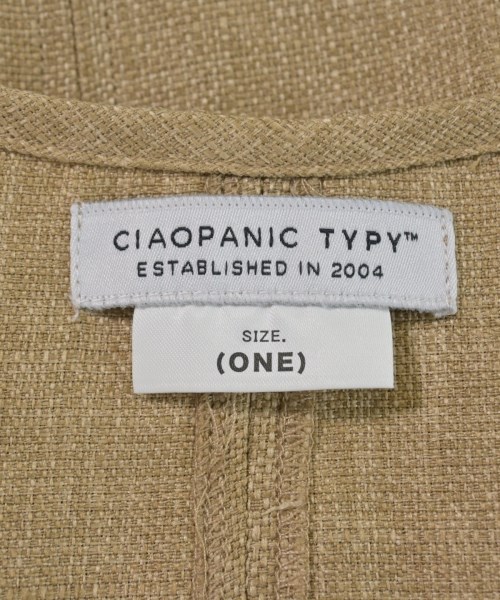 CIAOPANIC TYPY™
ESTABLISHED IN 2004
SIZE.
(ONE)